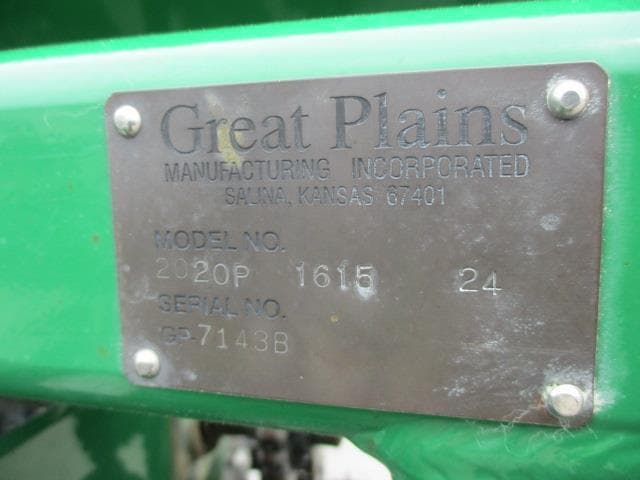 Great Plains
MANUFACTURING INCORPORATED
SALINA, KANSAS 67401
MODEL NO.
2020P 1615 24
SERIAL NO.
GP-7143B